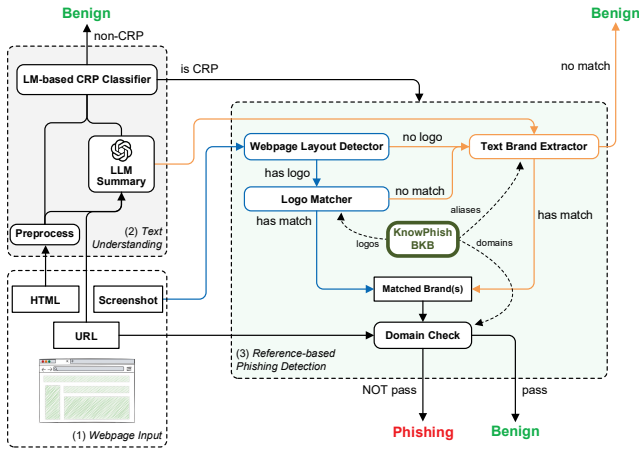 Benign
non-CRP
LM-based CRP Classifier
is CRP
LLM
Summary
Preprocess
(2) Text
Understanding
HTML
Screenshot
URL
(1) Webpage Input
Benign
no match
Webpage Layout Detector
no logo
Text Brand Extractor
has logo
Logo Matcher
no match
has match
aliases
has match
logos
KnowPhish
BKB
domains
Matched Brand(s)
Domain Check
(3) Reference-based
Phishing Detection
NOT pass
pass
Phishing
Benign